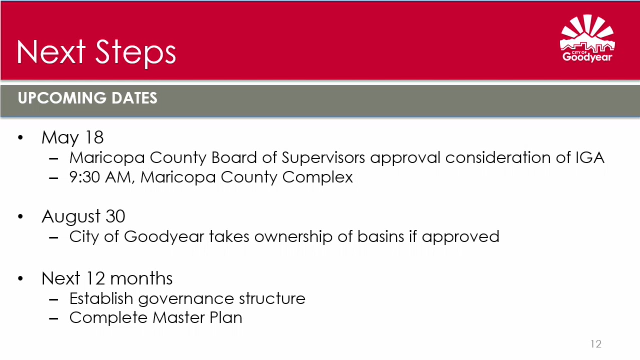 Next Steps
CITY OF
Goodyear
UPCOMING DATES
• May 18
– Maricopa County Board of Supervisors approval consideration of IGA
– 9:30 AM, Maricopa County Complex
• August 30
– City of Goodyear takes ownership of basins if approved
• Next 12 months
– Establish governance structure
– Complete Master Plan
12